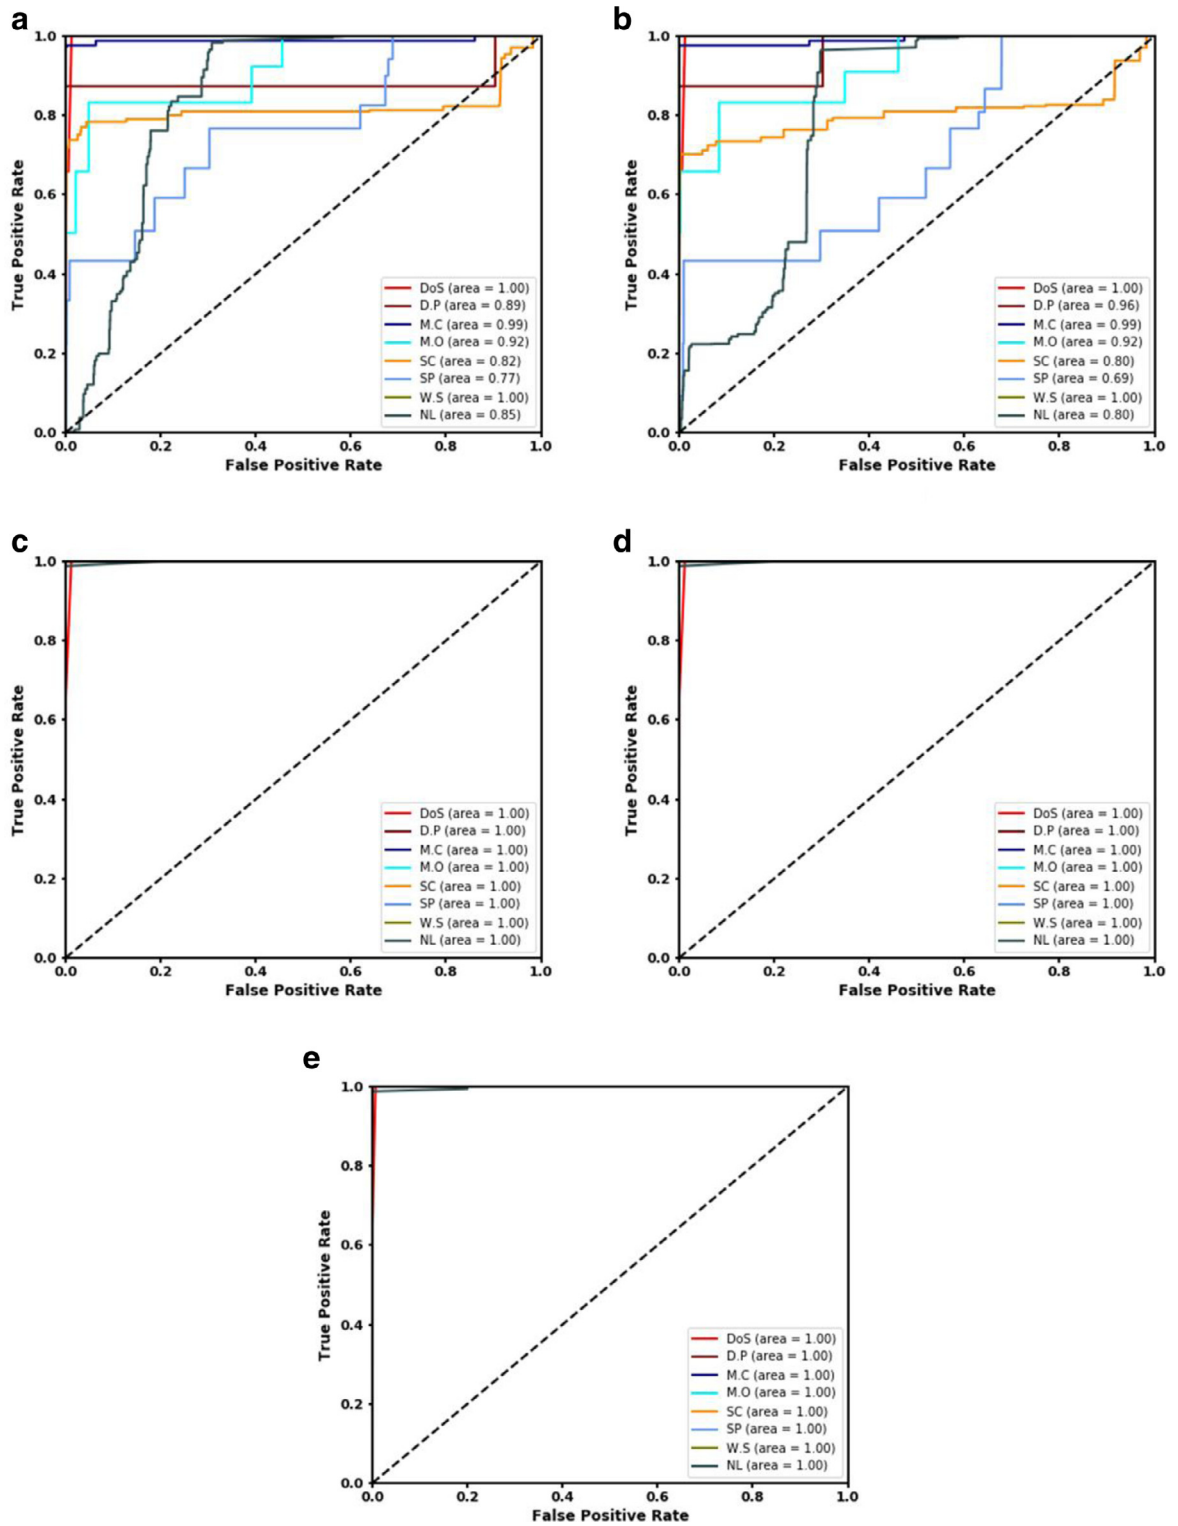 a
1.0
0.8
0.6
0.4
0.2
0.0
True Positive Rate
DoS (area = 1.00)
D.P (area = 0.89)
M.C (area = 0.99)
M.O (area = 0.92)
SC (area = 0.82)
SP (area = 0.77)
W.S (area = 1.00)
NL (area = 0.85)
0.0 0.2 0.4 0.6 0.8 1.0
False Positive Rate
b
1.0
0.8
0.6
0.4
0.2
0.0
True Positive Rate
DoS (area = 1.00)
D.P (area = 0.96)
M.C (area = 0.99)
M.O (area = 0.92)
SC (area = 0.80)
SP (area = 0.69)
W.S (area = 1.00)
NL (area = 0.80)
0.0 0.2 0.4 0.6 0.8 1.0
False Positive Rate
c
1.0
0.8
0.6
0.4
0.2
0.0
True Positive Rate
DoS (area = 1.00)
D.P (area = 1.00)
M.C (area = 1.00)
M.O (area = 1.00)
SC (area = 1.00)
SP (area = 1.00)
W.S (area = 1.00)
NL (area = 1.00)
0.0 0.2 0.4 0.6 0.8 1.0
False Positive Rate
d
1.0
0.8
0.6
0.4
0.2
0.0
True Positive Rate
DoS (area = 1.00)
D.P (area = 1.00)
M.C (area = 1.00)
M.O (area = 1.00)
SC (area = 1.00)
SP (area = 1.00)
W.S (area = 1.00)
NL (area = 1.00)
0.0 0.2 0.4 0.6 0.8 1.0
False Positive Rate
e
1.0
0.8
0.6
0.4
0.2
0.0
True Positive Rate
DoS (area = 1.00)
D.P (area = 1.00)
M.C (area = 1.00)
M.O (area = 1.00)
SC (area = 1.00)
SP (area = 1.00)
W.S (area = 1.00)
NL (area = 1.00)
0.0 0.2 0.4 0.6 0.8 1.0
False Positive Rate